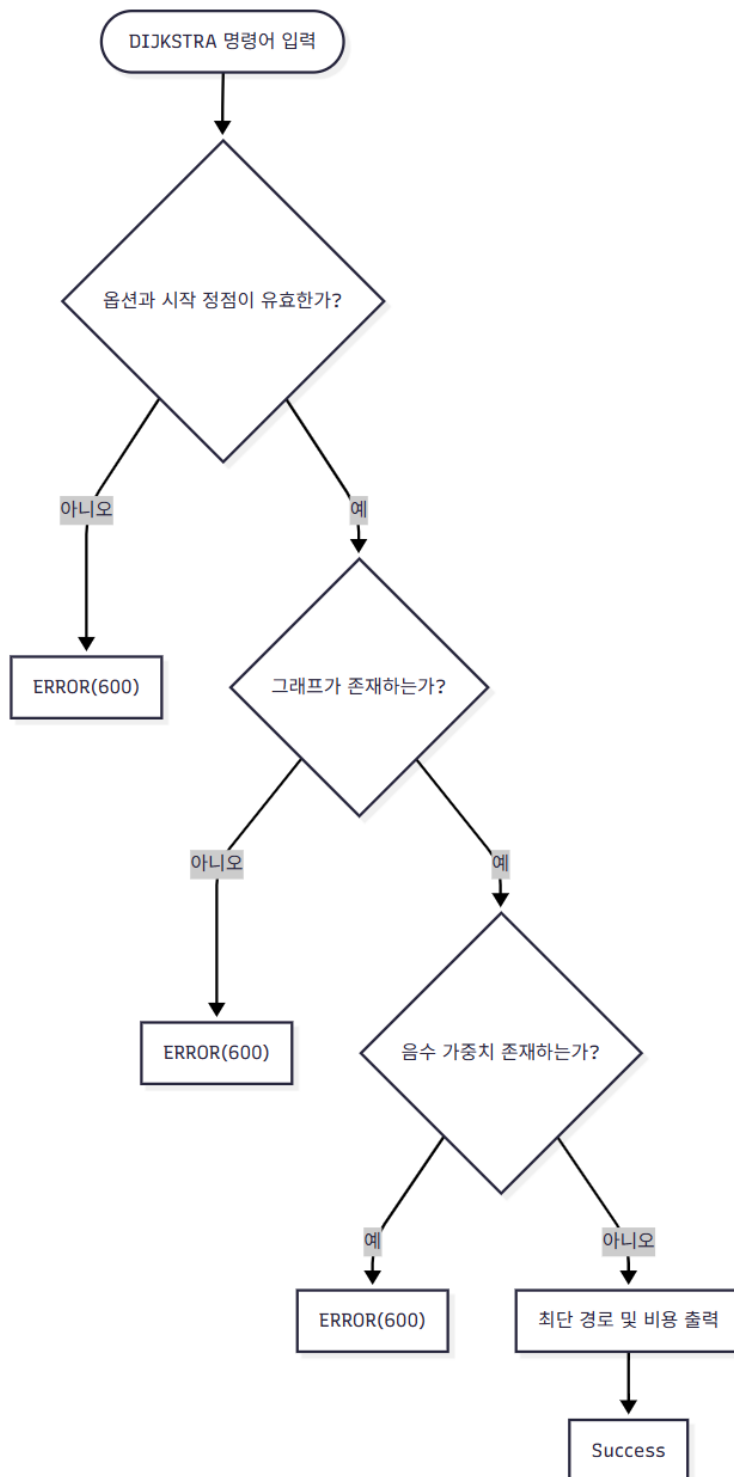 DIJKSTRA 명령어 입력
옵션과 시작 정점이 유효한가?
아니오
예
ERROR(600)
그래프가 존재하는가?
아니오
예
ERROR(600)
음수 가중치 존재하는가?
예
아니오
ERROR(600)
최단 경로 및 비용 출력
Success